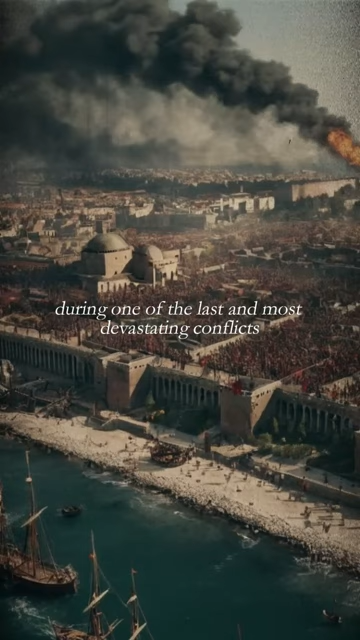 during one of the last and most
devastating conflicts